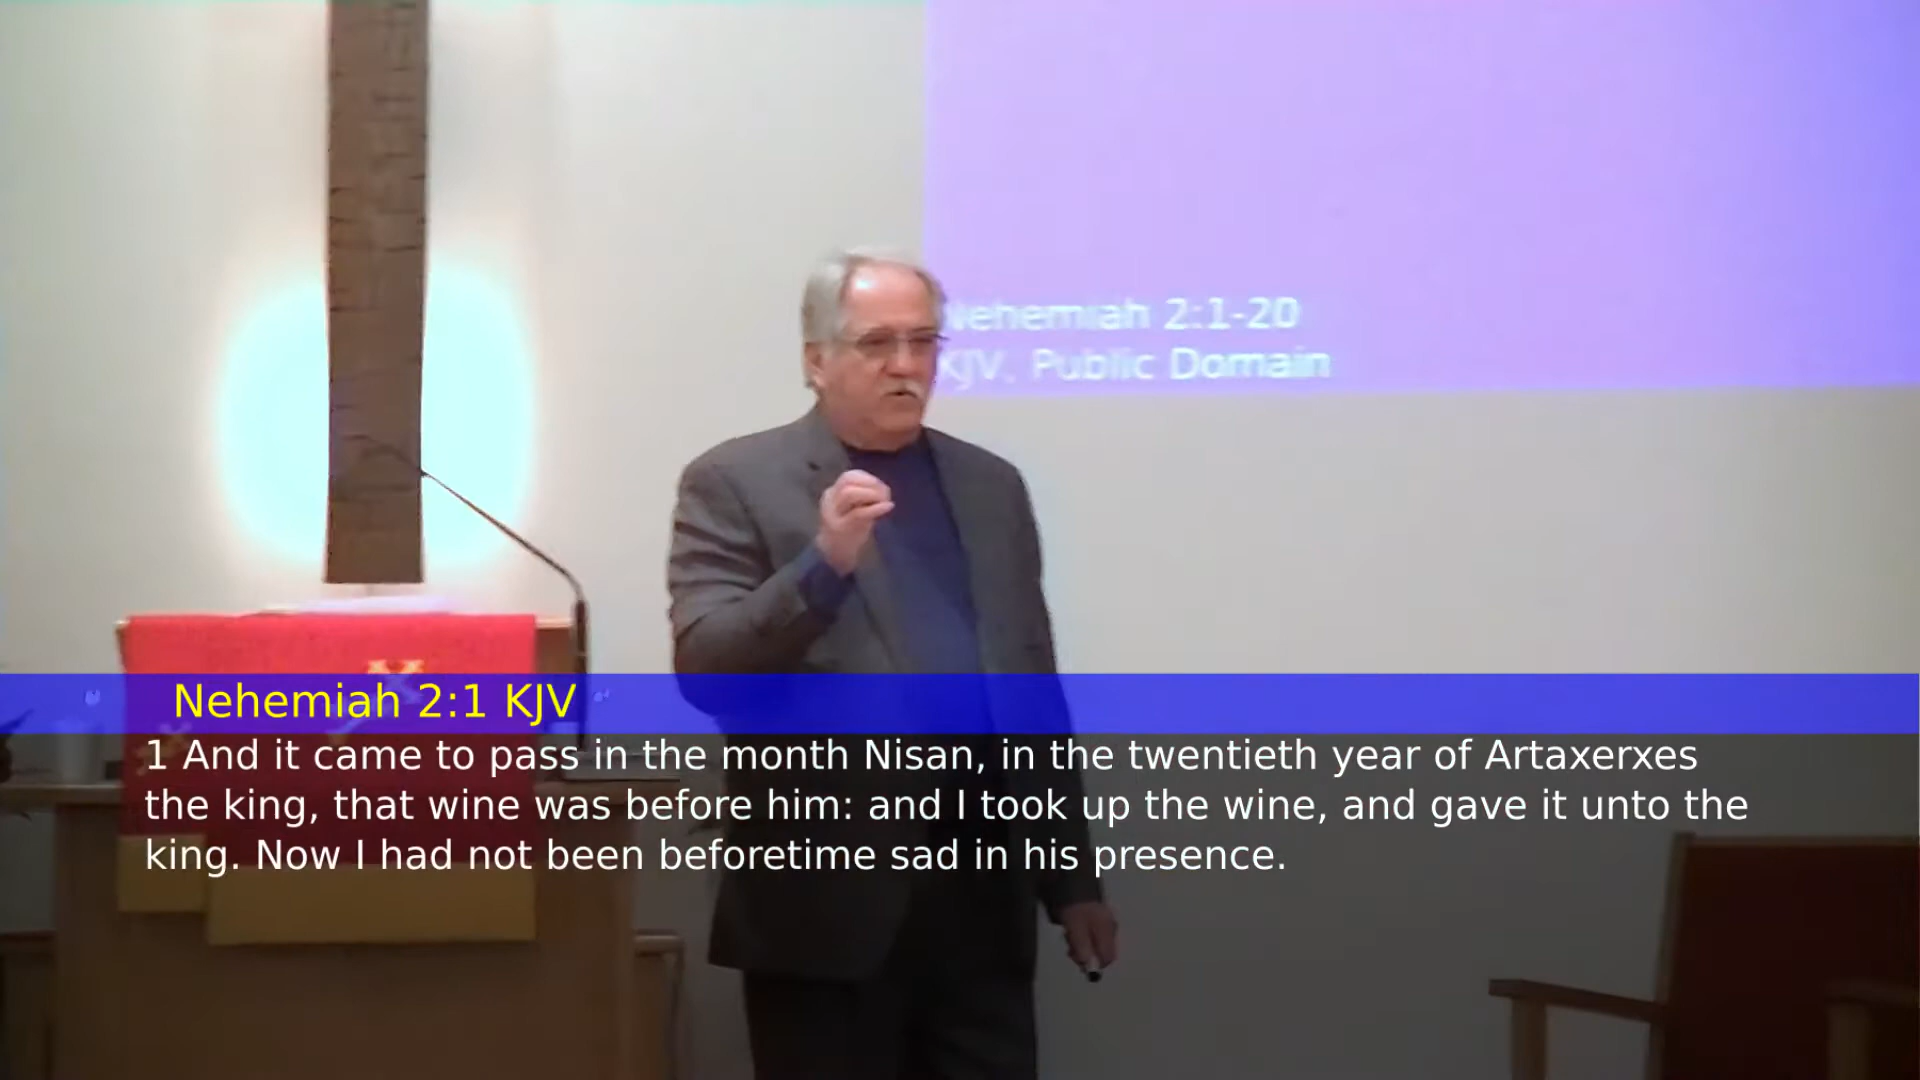 Nehemiah 2:1-20
KJV, Public Domain
Nehemiah 2:1 KJV
1 And it came to pass in the month Nisan, in the twentieth year of Artaxerxes
the king, that wine was before him: and I took up the wine, and gave it unto the
king. Now I had not been beforetime sad in his presence.